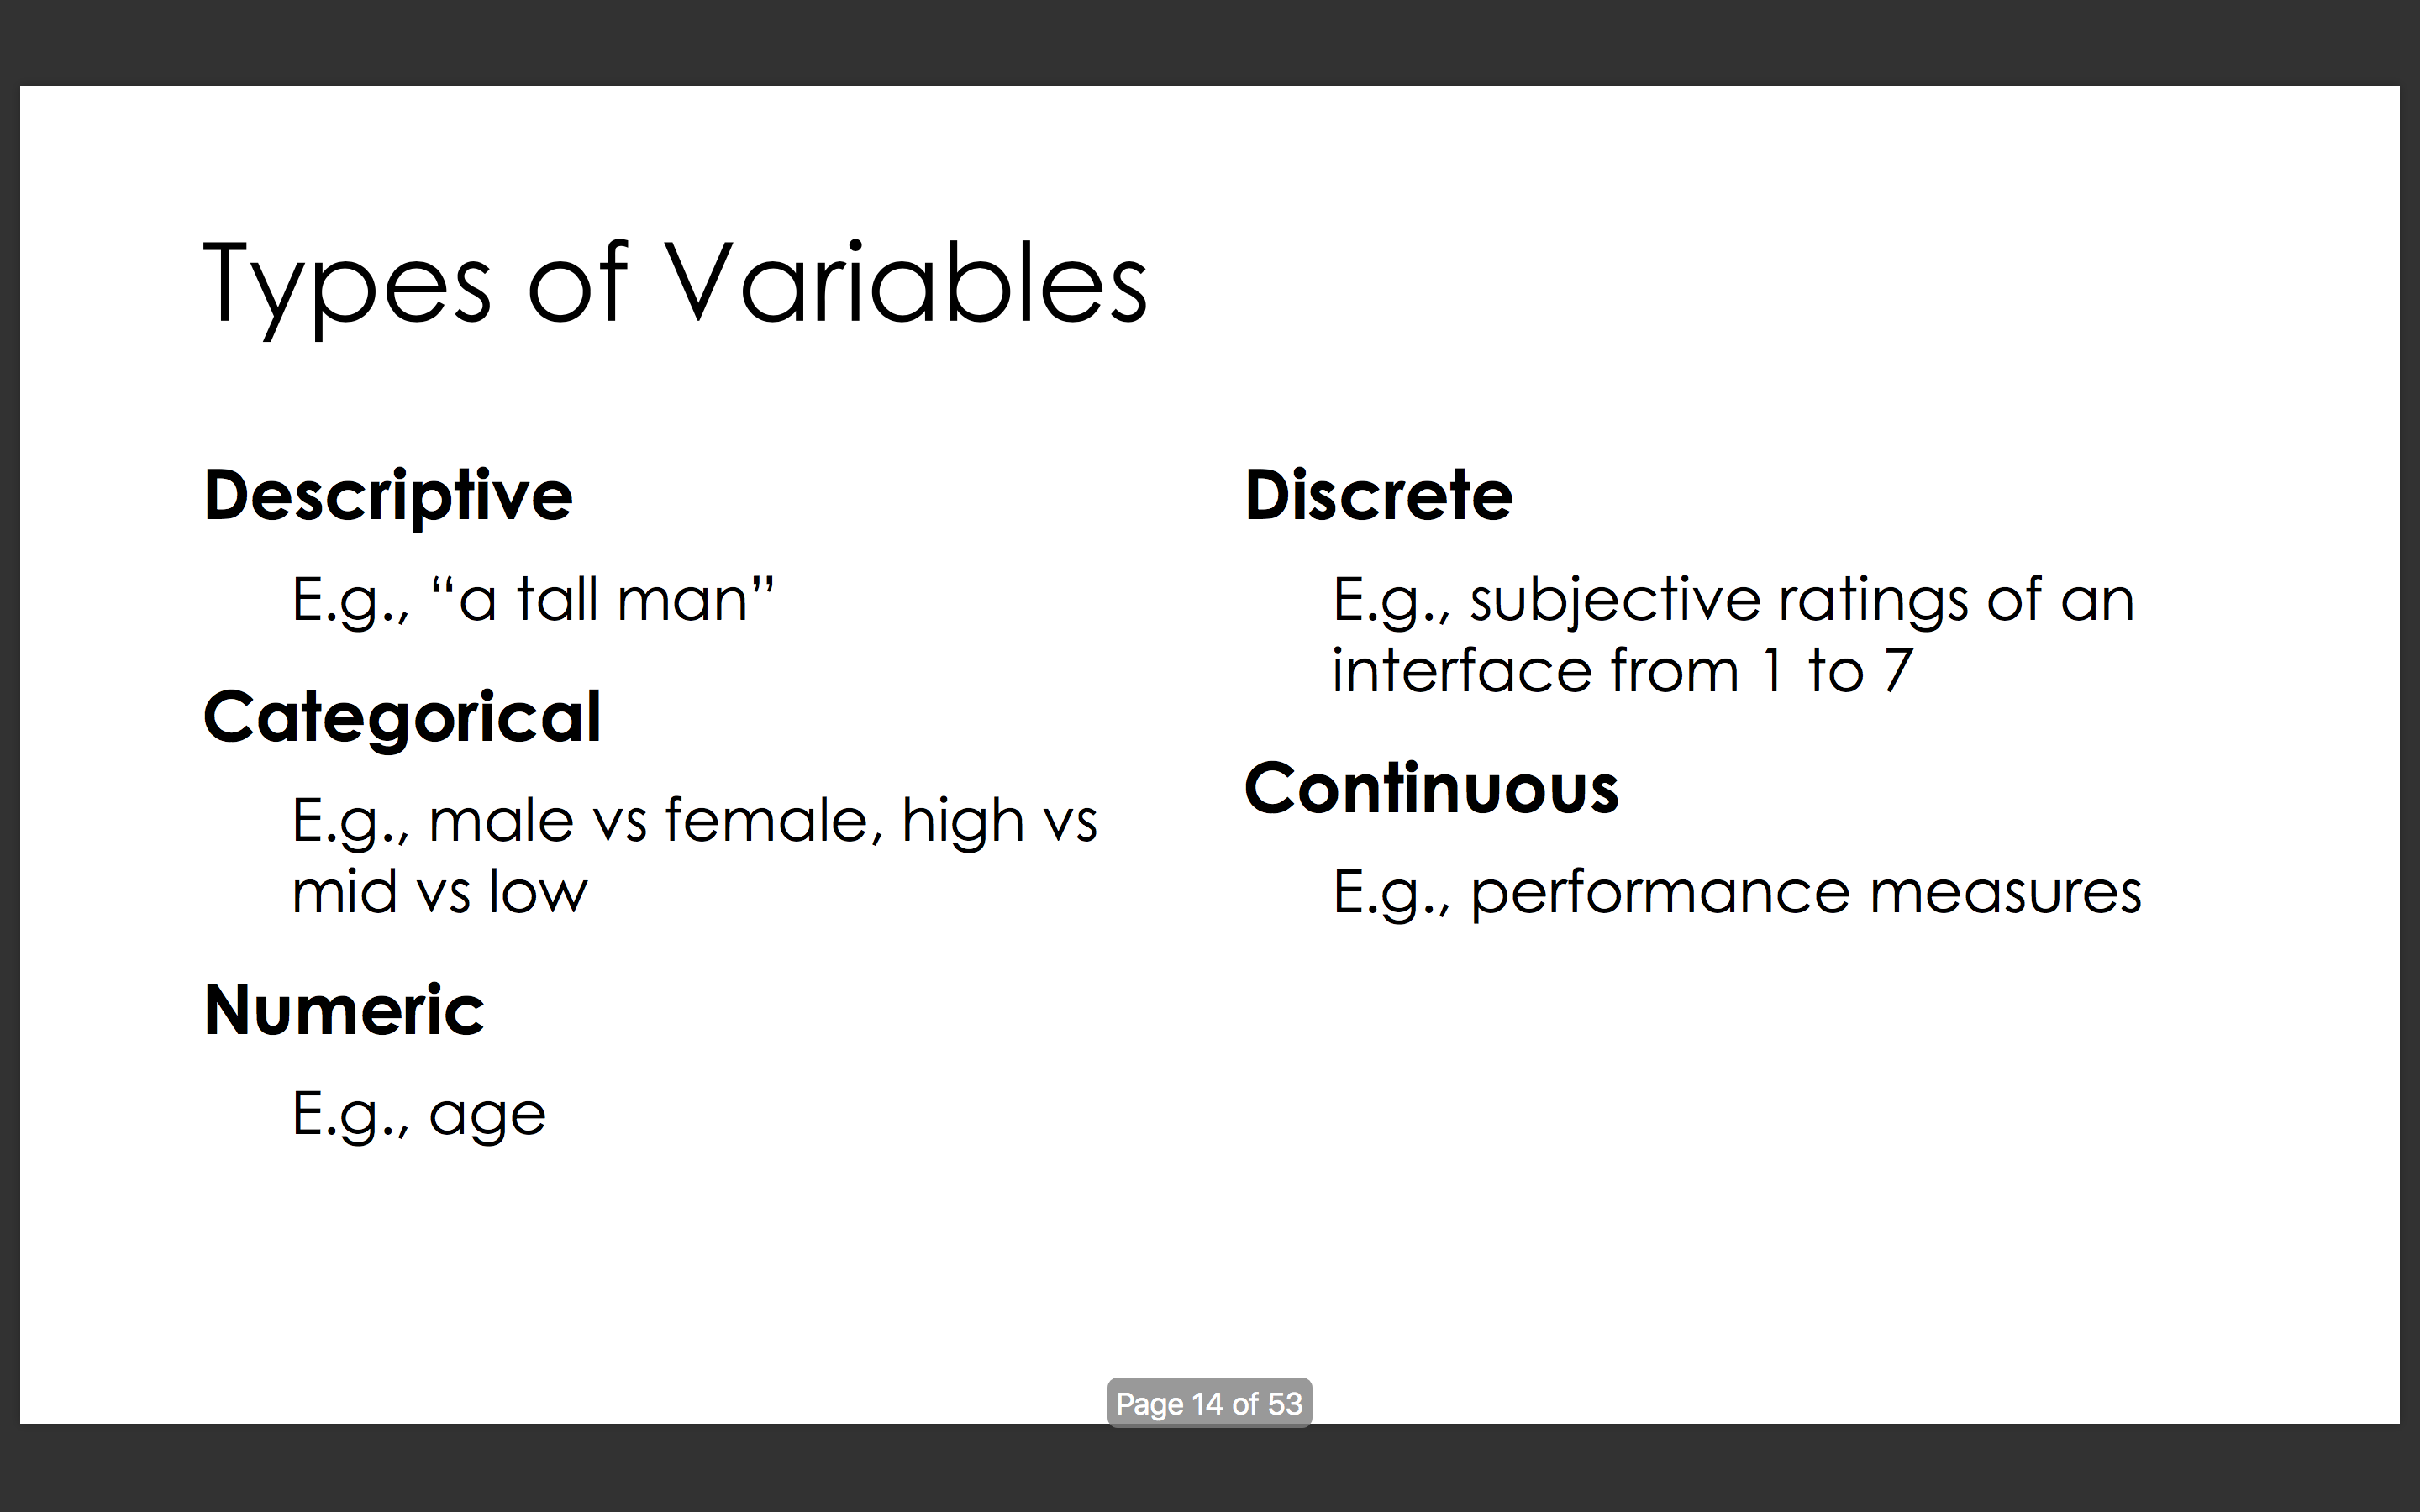 Types of Variables
Descriptive
E.g., “a tall man”
Categorical
E.g., male vs female, high vs
mid vs low
Numeric
E.g., age
Discrete
E.g., subjective ratings of an
interface from 1 to 7
Continuous
E.g., performance measures
Page 14 of 53